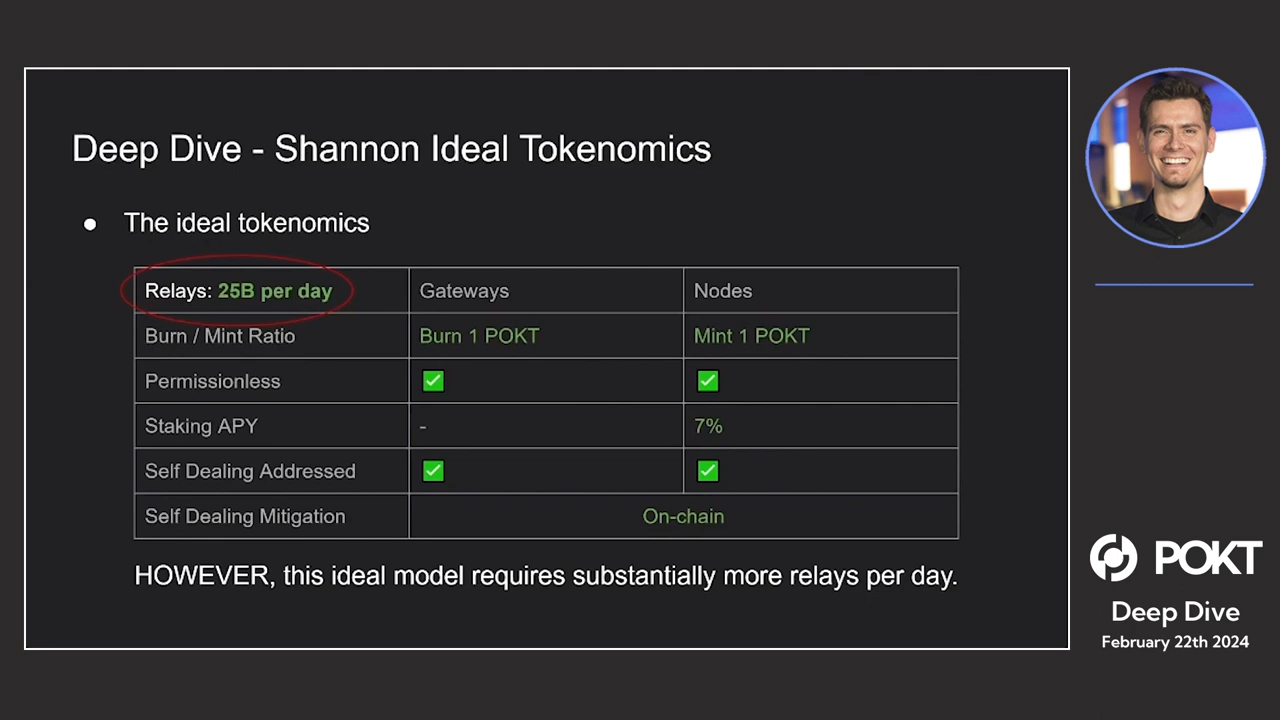 Deep Dive - Shannon Ideal Tokenomics
● The ideal tokenomics
Relays: 25B per day Gateways Nodes
Burn / Mint Ratio Burn 1 POKT Mint 1 POKT
Permissionless ✅ ✅
Staking APY - 7%
Self Dealing Addressed ✅ ✅
Self Dealing Mitigation On-chain
HOWEVER, this ideal model requires substantially more relays per day.
POKT
Deep Dive
February 22th 2024